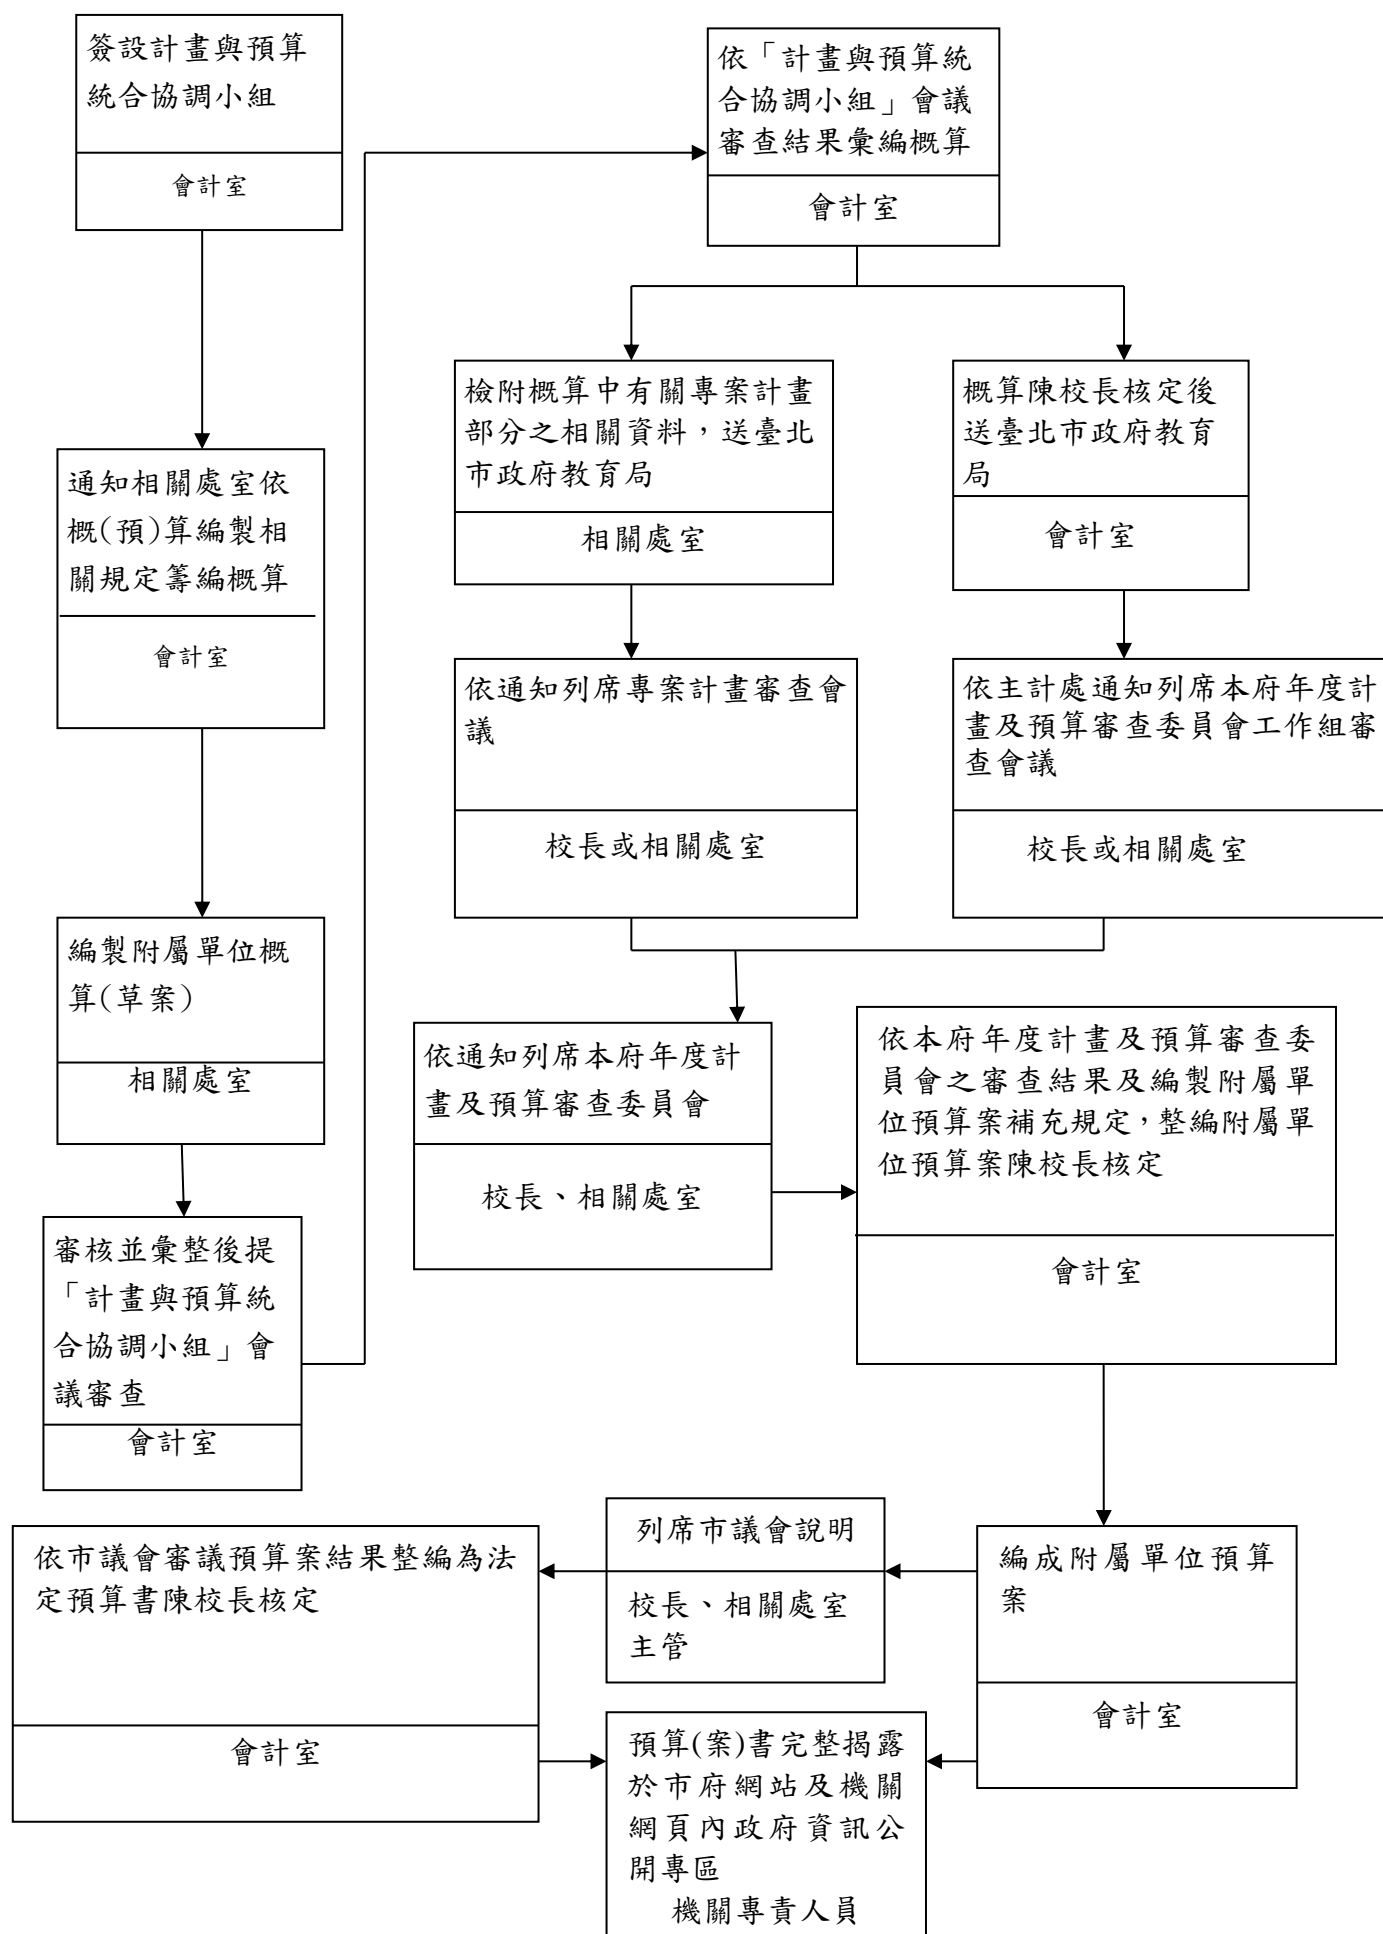 簽設計畫與預算
統合協調小組
會計室
通知相關處室依
概(預)算編製相
關規定籌編概算
會計室
編製附屬單位概
算(草案)
相關處室
審核並彙整後提
「計畫與預算統
合協調小組」會
議審查
會計室
依「計畫與預算統
合協調小組」會議
審查結果彙編概算
會計室
檢附概算中有關專案計畫
部分之相關資料，送臺北
市政府教育局
相關處室
概算陳校長核定後
送臺北市政府教育
局
會計室
依通知列席專案計畫審查會
議
校長或相關處室
依主計處通知列席本府年度計
畫及預算審查委員會工作組審
查會議
校長或相關處室
依通知列席本府年度計
畫及預算審查委員會
校長、相關處室
依本府年度計畫及預算審查委
員會之審查結果及編製附屬單
位預算案補充規定，整編附屬單
位預算案陳校長核定
會計室
編成附屬單位預算
案
會計室
列席市議會說明
校長、相關處室
主管
依市議會審議預算案結果整編為法
定預算書陳校長核定
會計室
預算(案)書完整揭露
於市府網站及機關
網頁內政府資訊公
開專區
機關專責人員